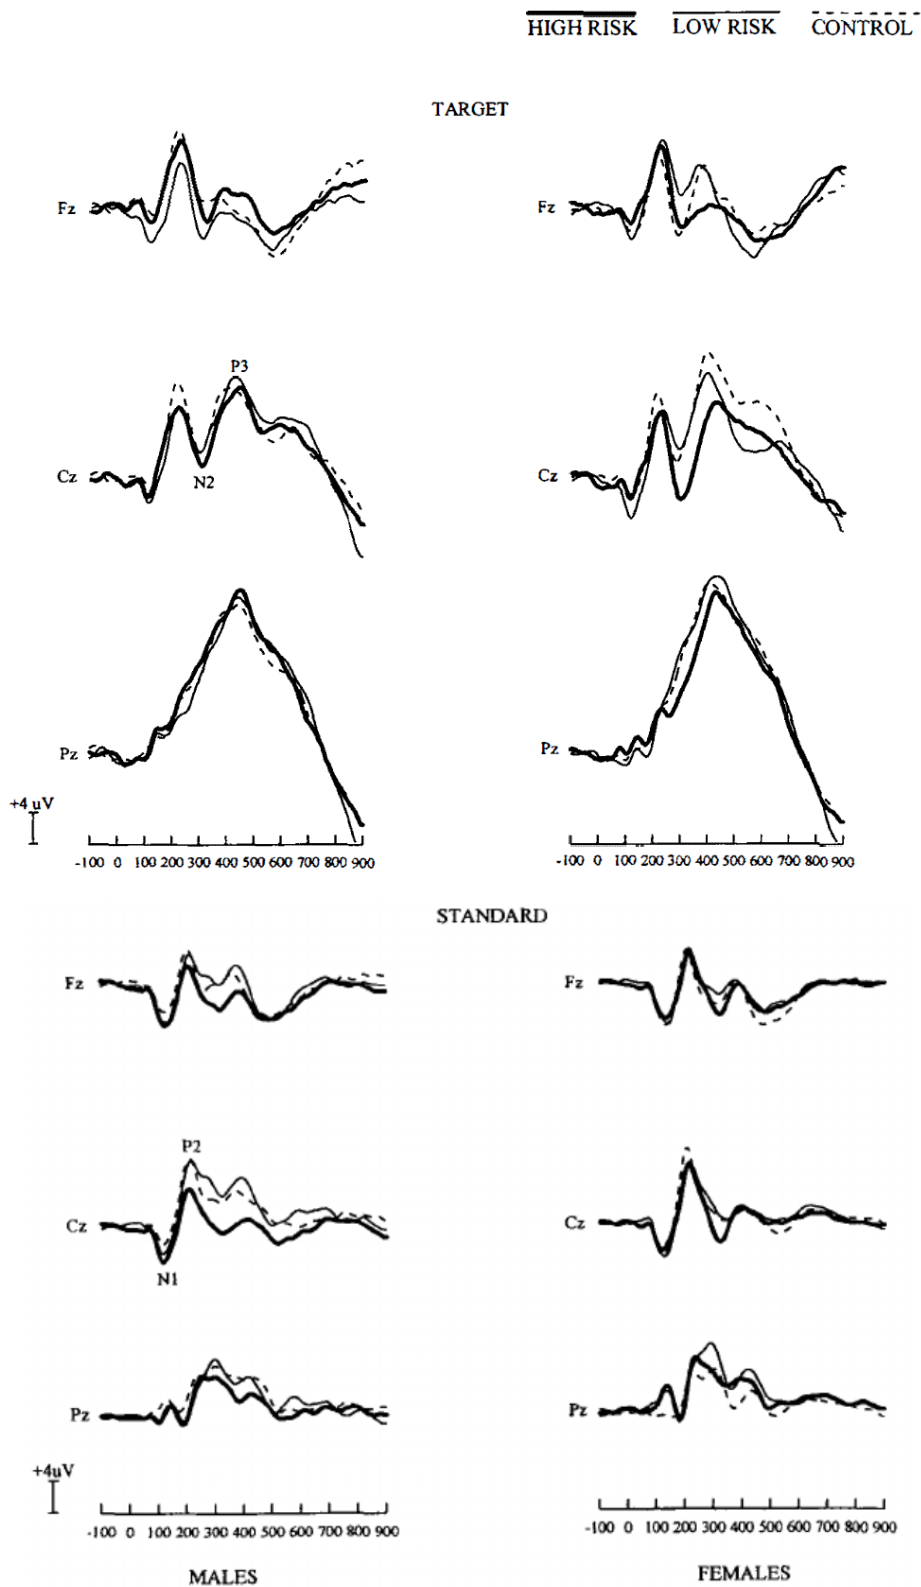 HIGH RISK LOW RISK CONTROL
TARGET
Fz Fz
P3
Cz Cz
N2
Pz Pz
+4 uV
-100 0 100 200 300 400 500 600 700 800 900 -100 0 100 200 300 400 500 600 700 800 900
STANDARD
Fz Fz
P2
Cz Cz
N1
Pz Pz
+4uV
-100 0 100 200 300 400 500 600 700 800 900 -100 0 100 200 300 400 500 600 700 800 900
MALES FEMALES